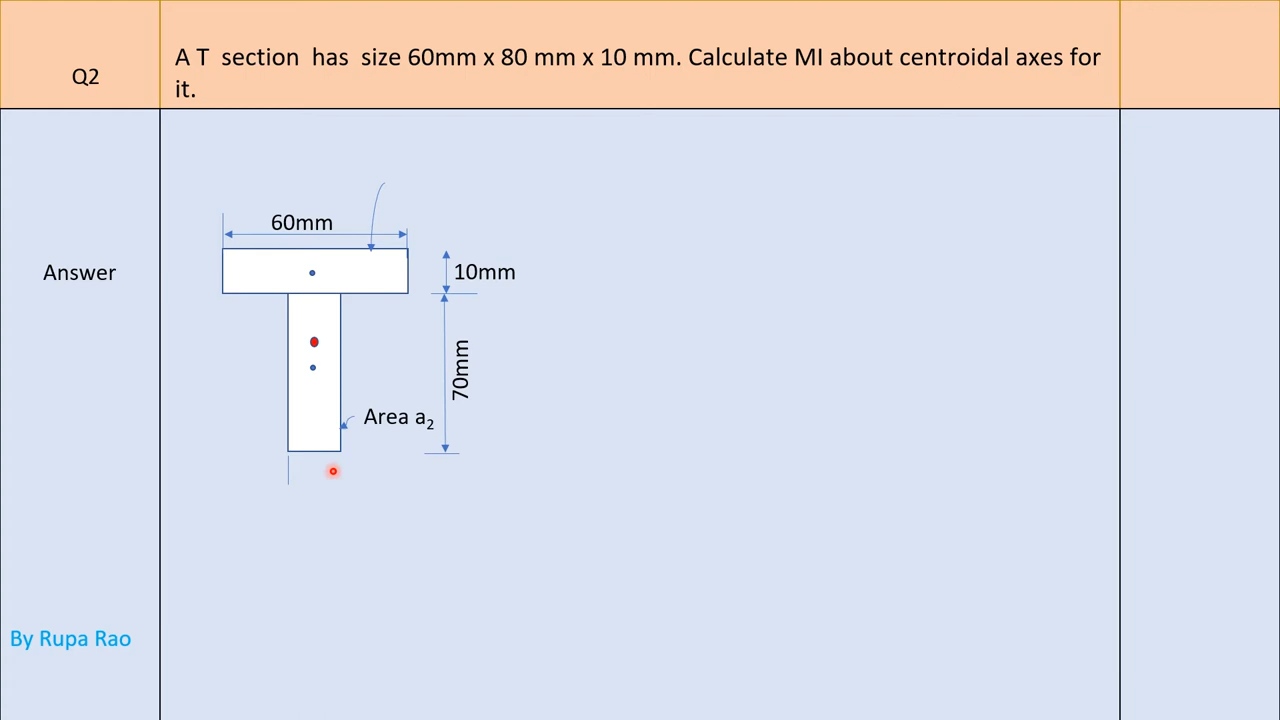 Q2
A T section has size 60mm x 80 mm x 10 mm. Calculate MI about centroidal axes for
it.
60mm
Answer
10mm
70mm
Area a₂
By Rupa Rao